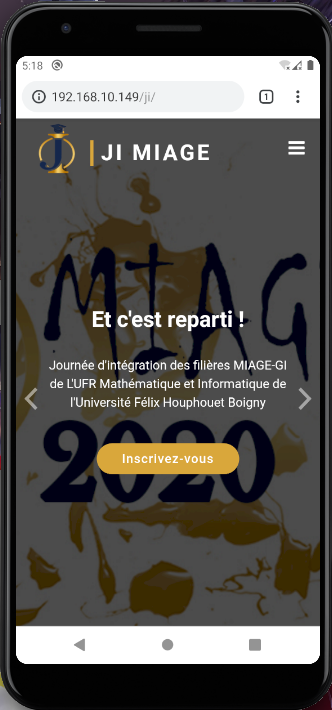 5:18
192.168.10.149/ji/
1
J
JI MIAGE
MIAG
Et c'est reparti !
Journée d'intégration des filières MIAGE-GI
de L'UFR Mathématique et Informatique de
l'Université Félix Houphouet Boigny
2020
Inscrivez-vous